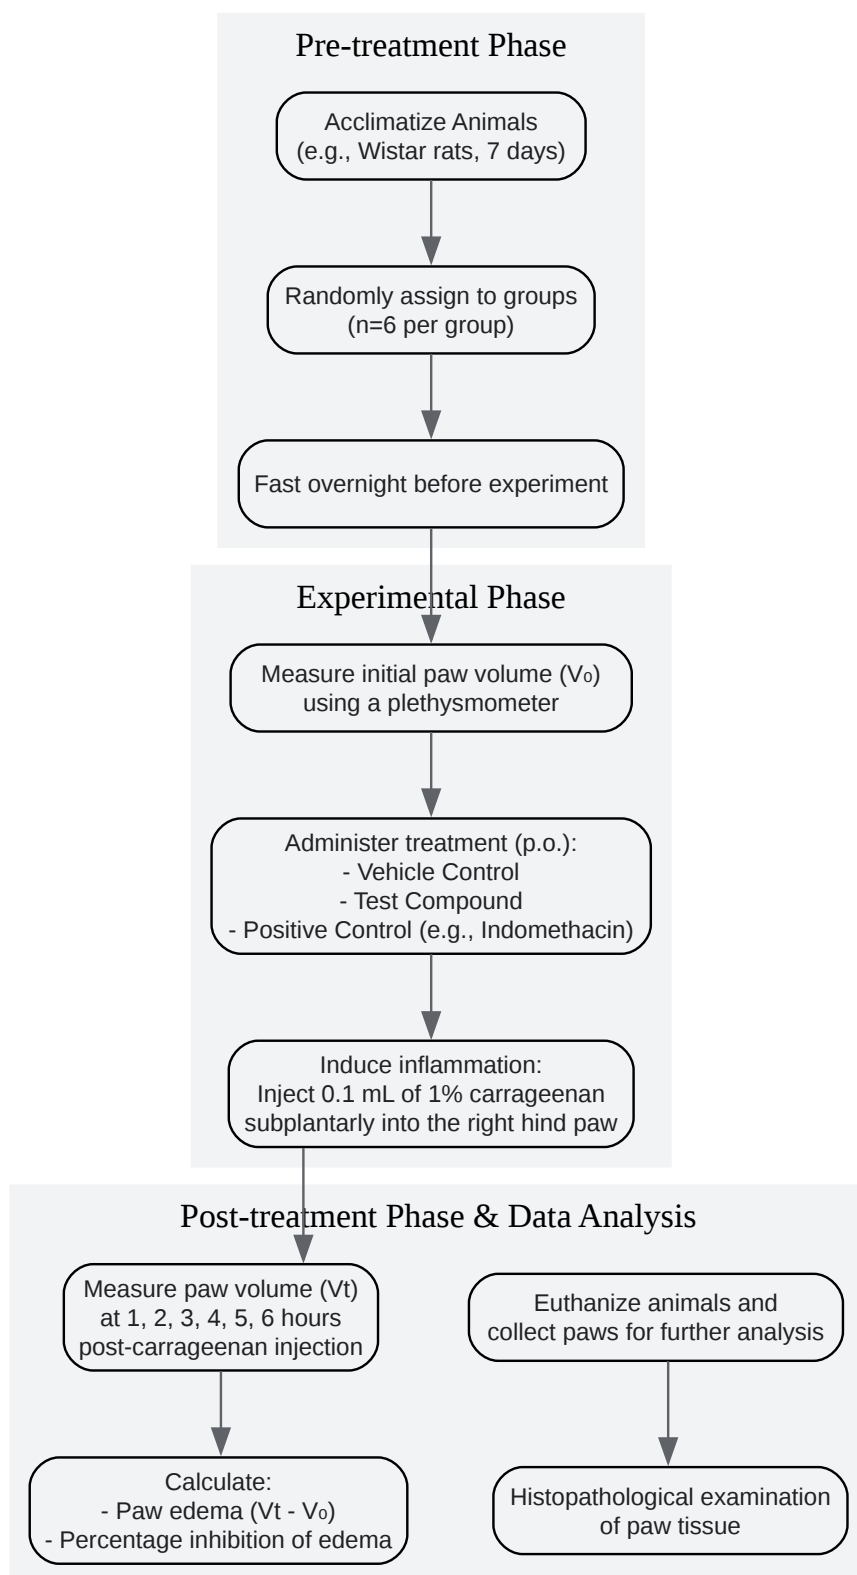 Pre-treatment Phase
Acclimatize Animals
(e.g., Wistar rats, 7 days)
Randomly assign to groups
(n=6 per group)
Fast overnight before experiment
Experimental Phase
Measure initial paw volume (V₀)
using a plethysmometer
Administer treatment (p.o.):
- Vehicle Control
- Test Compound
- Positive Control (e.g., Indomethacin)
Induce inflammation:
Inject 0.1 mL of 1% carrageenan
subplantarly into the right hind paw
Post-treatment Phase & Data Analysis
Measure paw volume (Vt)
at 1, 2, 3, 4, 5, 6 hours
post-carrageenan injection
Calculate:
- Paw edema (Vt - V₀)
- Percentage inhibition of edema
Euthanize animals and
collect paws for further analysis
Histopathological examination
of paw tissue